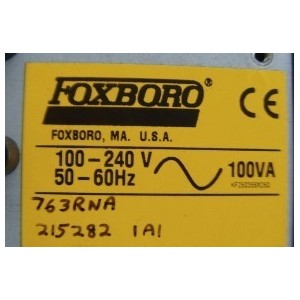 FOXBORO®
CE
FOXBORO, MA. U.S.A.
100-240 V
50-60Hz
100VA
763RNA
215282 1A1